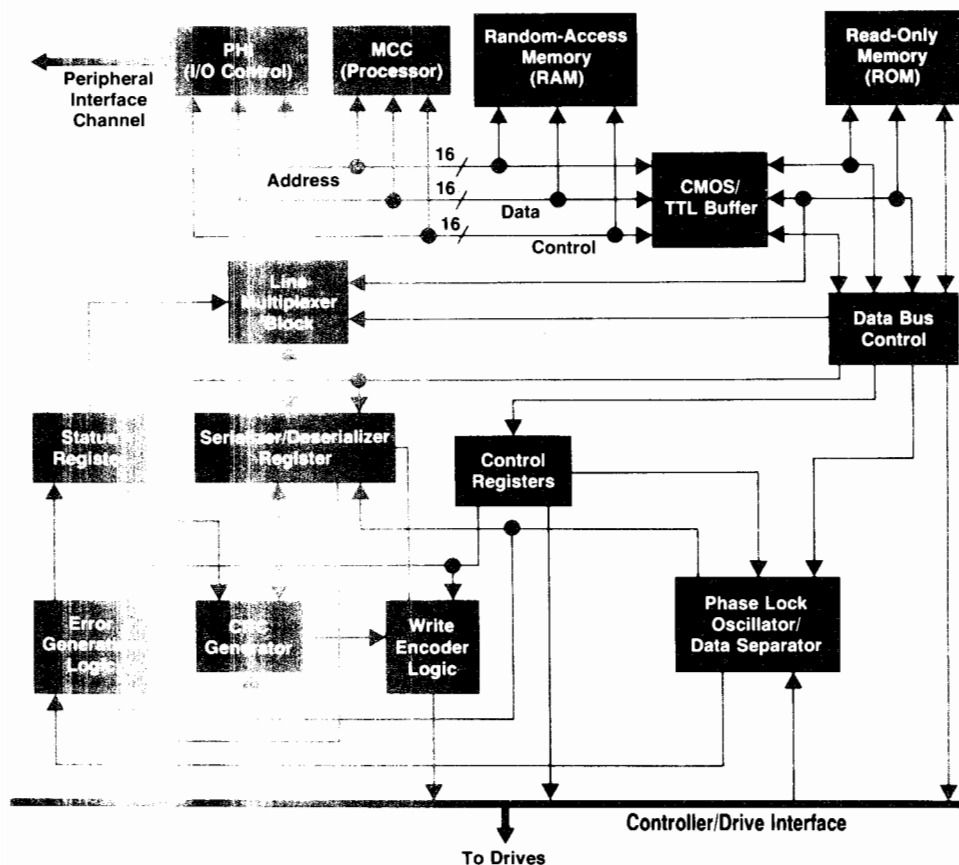 PHI
(I/O Control)
MCC
(Processor)
Random-Access
Memory
(RAM)
Read-Only
Memory
(ROM)
Peripheral
Interface
Channel
16
Address
16
Data
16
Control
CMOS/
TTL Buffer
Line-
Multiplexer
Block
Data Bus
Control
Status
Register
Serializer/Deserializer
Register
Control
Registers
Error
Generation
Logic
CRC
Generator
Write
Encoder
Logic
Phase Lock
Oscillator/
Data Separator
Controller/Drive Interface
To Drives